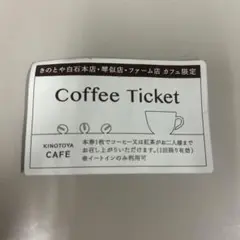 きのとや白石本店・琴似店・ファーム店 カフェ限定
Coffee Ticket
KINOTOYA
CAFÉ
本券1枚でコーヒー又は紅茶がお二人様まで
お召し上がりいただけます。(1回限り有効)
※イートインのみ利用可